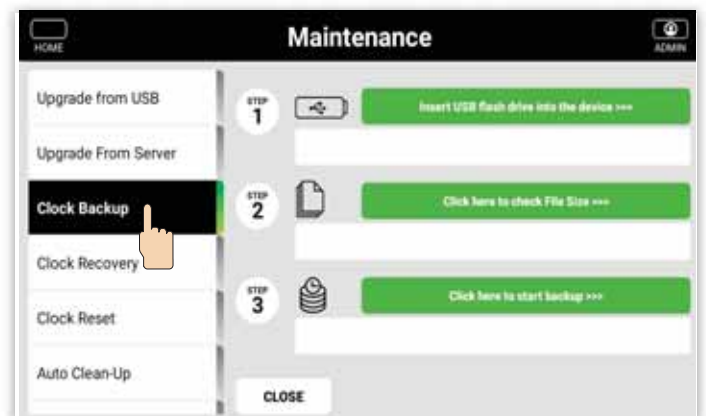 HOME
Maintenance
ADMIN
Upgrade from USB
Upgrade From Server
Clock Backup
Clock Recovery
Clock Reset
Auto Clean-Up
STEP
1
Insert USB flash drive into the device >>>
STEP
2
Click here to check File Size >>>
STEP
3
Click here to start backup >>>
CLOSE